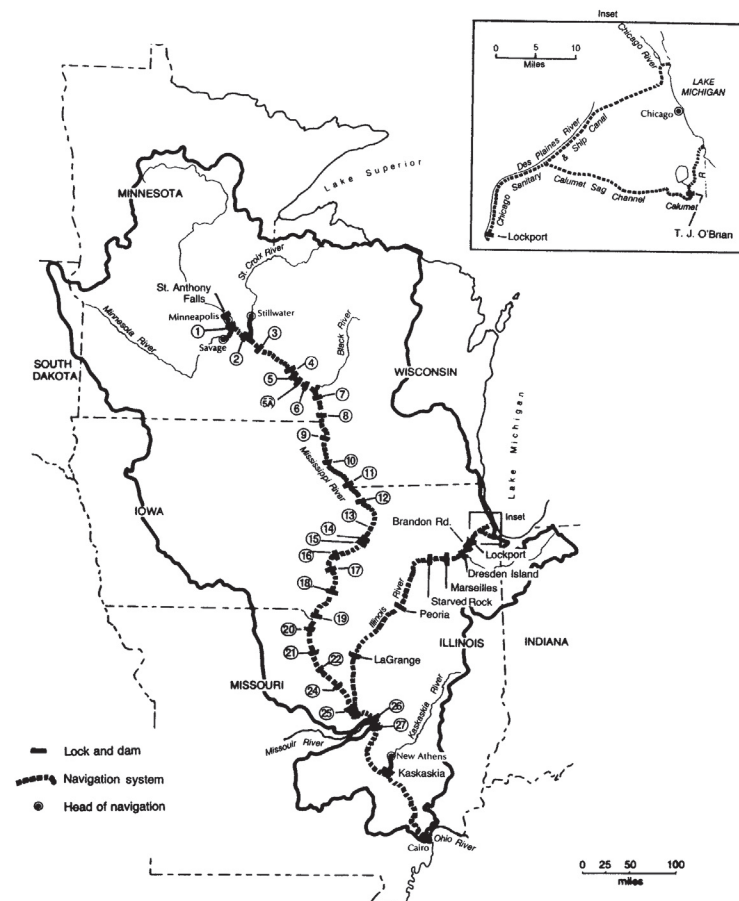 Inset
0 5 10
Miles
Chicago River
LAKE
MICHIGAN
Chicago
Des Plaines River
Chicago Sanitary & Ship Canal
Calumet Sag Channel
Calumet R.
Lockport
T. J. O'Brian
Lake Superior
MINNESOTA
St. Croix River
St. Anthony
Falls
Minneapolis
Stillwater
Minnesota River
Savage
1
2
3
4
5
5A
6
7
8
9
10
11
12
13
14
15
16
17
18
19
20
21
22
24
25
26
27
Black River
SOUTH
DAKOTA
WISCONSIN
Mississippi River
Lake Michigan
IOWA
Inset
Brandon Rd.
Lockport
Dresden Island
Marseilles
Starved Rock
Peoria
Illinois River
ILLINOIS
INDIANA
LaGrange
MISSOURI
Kaskaskia River
Missouir River
New Athens
Kaskaskia
Ohio River
Cairo
Lock and dam
Navigation system
Head of navigation
0 25 50 100
miles